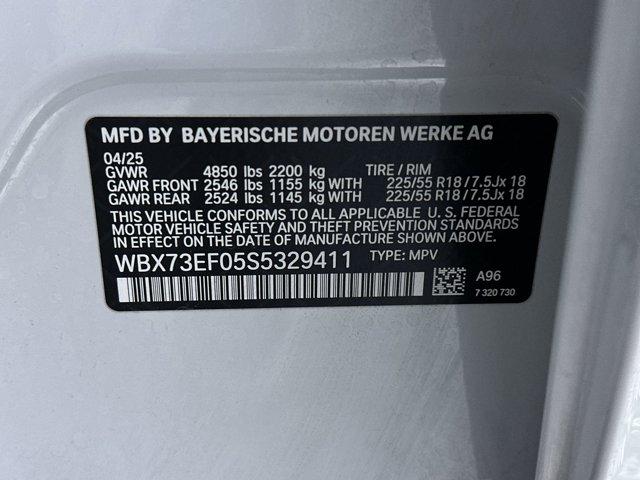 MFD BY BAYERISCHE MOTOREN WERKE AG
04/25
GVWR 4850 lbs 2200 kg TIRE / RIM
GAWR FRONT 2546 lbs 1155 kg WITH 225/55 R18 / 7.5Jx 18
GAWR REAR 2524 lbs 1145 kg WITH 225/55 R18 / 7.5Jx 18
THIS VEHICLE CONFORMS TO ALL APPLICABLE U. S. FEDERAL
MOTOR VEHICLE SAFETY AND THEFT PREVENTION STANDARDS
IN EFFECT ON THE DATE OF MANUFACTURE SHOWN ABOVE.
WBX73EF05S5329411 TYPE: MPV
A96
7 320 730